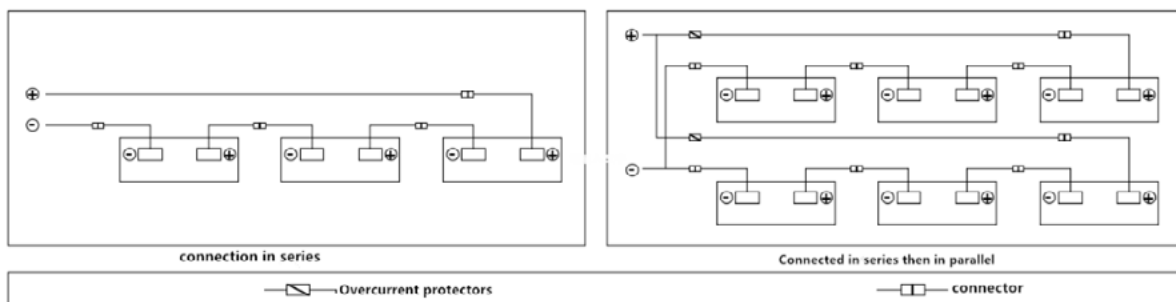 connection in series
Connected in series then in parallel
Overcurrent protectors
connector